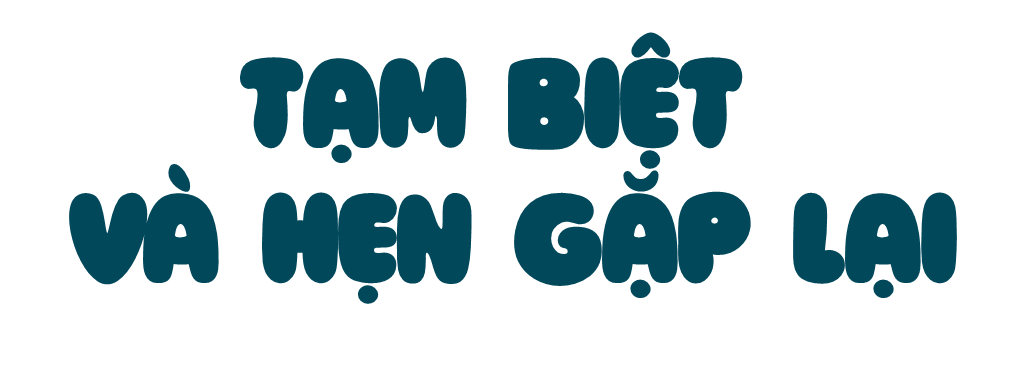 TẠM BIỆT
VÀ HẸN GẶP LẠI